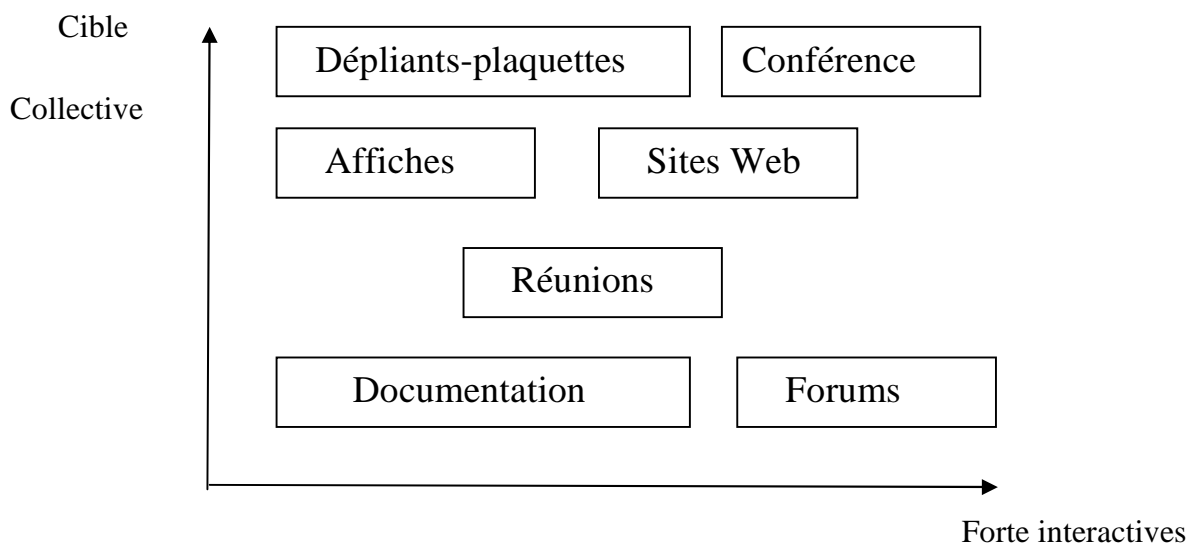 Cible
Collective
Dépliants-plaquettes
Conférence
Affiches
Sites Web
Réunions
Documentation
Forums
Forte interactives